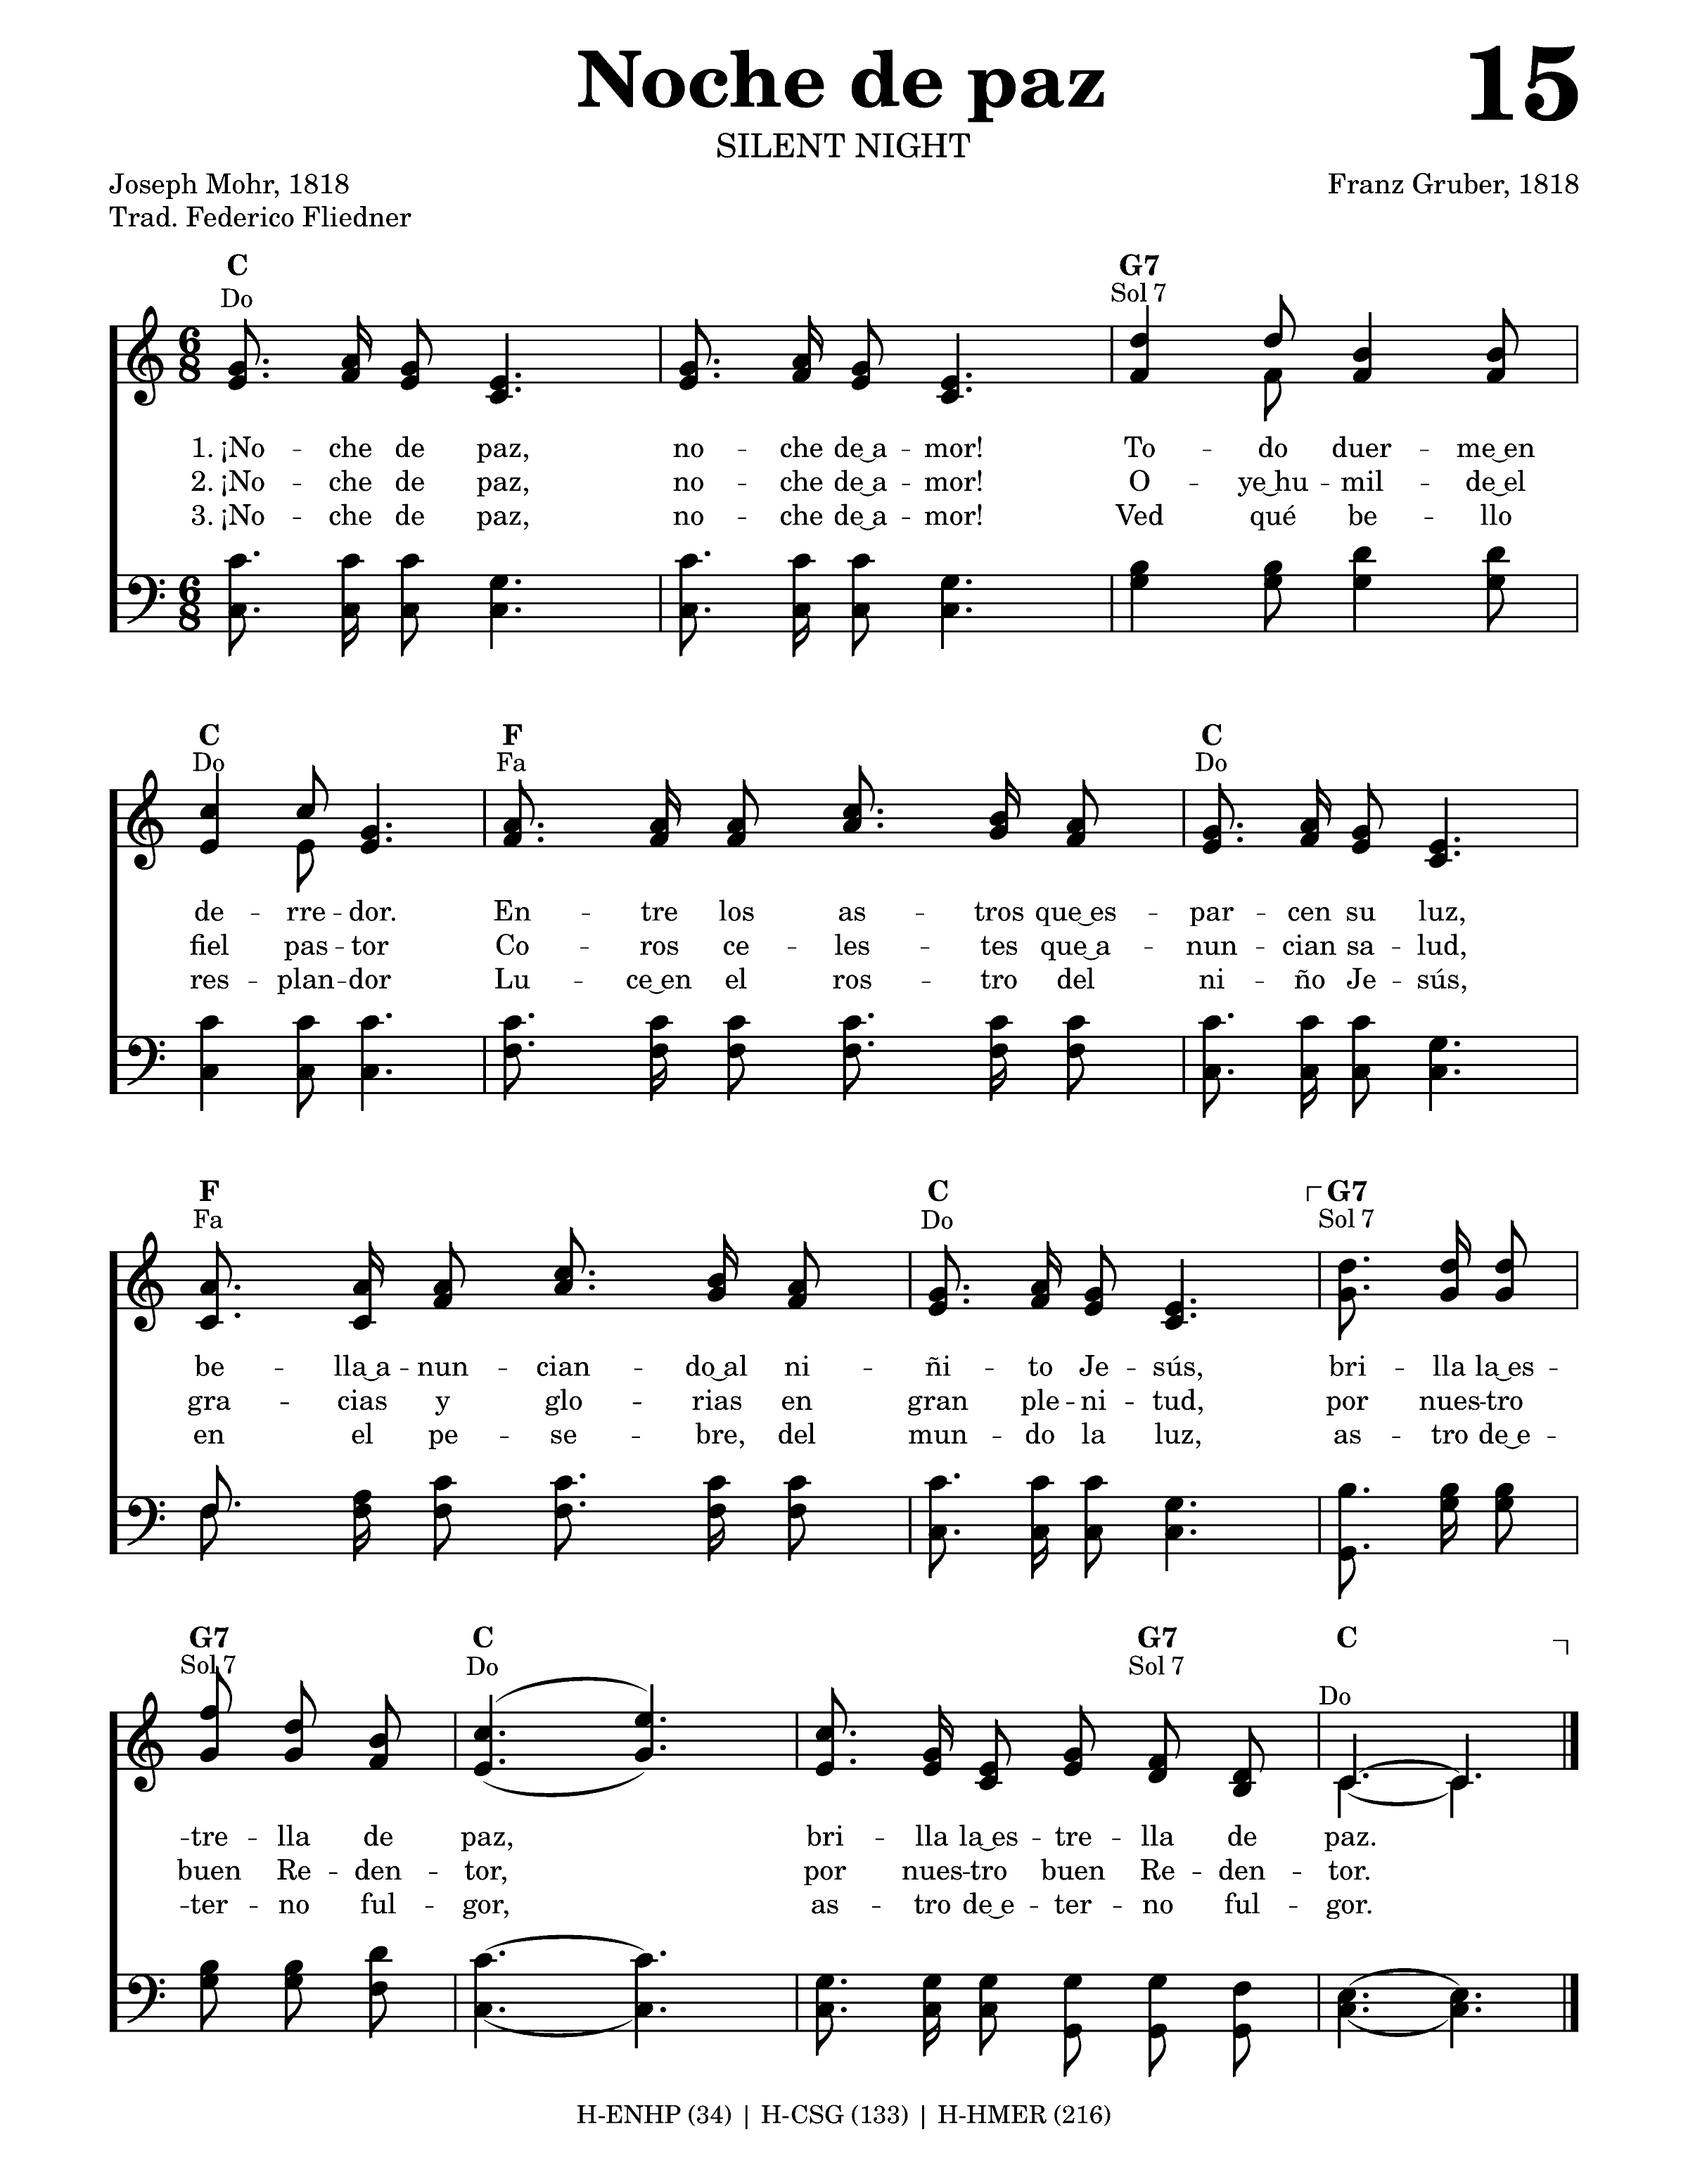 Noche de paz
15
SILENT NIGHT
Joseph Mohr, 1818
Franz Gruber, 1818
Trad. Federico Fliedner
C G7
Do Sol 7
1. ¡No -- che de paz, no -- che de‿a -- mor! To -- do duer -- me‿en
2. ¡No -- che de paz, no -- che de‿a -- mor! O -- ye‿hu -- mil -- de‿el
3. ¡No -- che de paz, no -- che de‿a -- mor! Ved qué be -- llo
C F C
Do Fa Do
de -- rre -- dor. En -- tre los as -- tros que‿es -- par -- cen su luz,
fiel pas -- tor Co -- ros ce -- les -- tes que‿a -- nun -- cian sa -- lud,
res -- plan -- dor Lu -- ce‿en el ros -- tro del ni -- ño Je -- sús,
F C G7
Fa Do Sol 7
be -- lla‿a -- nun -- cian -- do‿al ni -- ñi -- to Je -- sús, bri -- lla la‿es --
gra -- cias y glo -- rias en gran ple -- ni -- tud, por nues -- tro
en el pe -- se -- bre, del mun -- do la luz, as -- tro de‿e --
G7 C G7 C
Sol 7 Do Sol 7 Do
-- tre -- lla de paz, bri -- lla la‿es -- tre -- lla de paz.
buen Re -- den -- tor, por nues -- tro buen Re -- den -- tor.
-- ter -- no ful -- gor, as -- tro de‿e -- ter -- no ful -- gor.
H-ENHP (34) | H-CSG (133) | H-HMER (216)